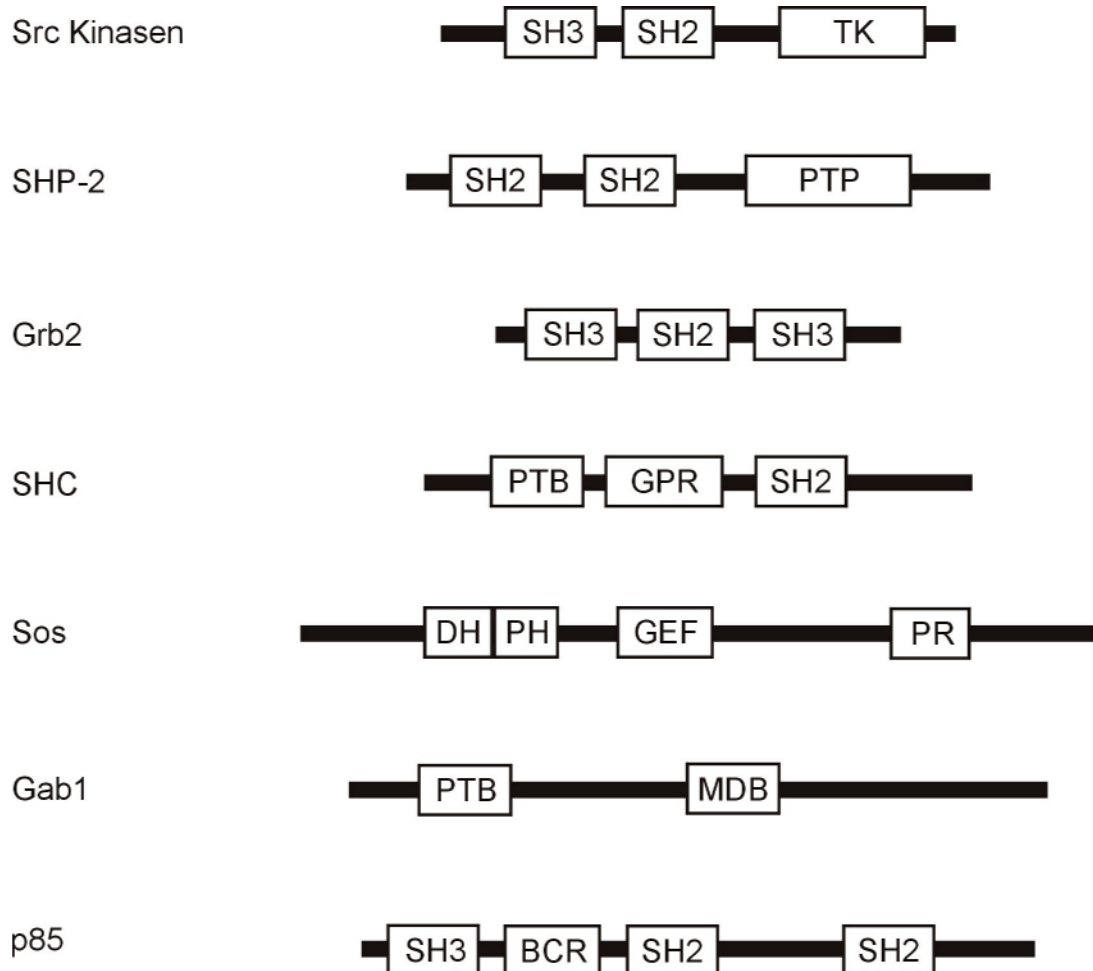 Src Kinasen SH3 SH2 TK
SHP-2 SH2 SH2 PTP
Grb2 SH3 SH2 SH3
SHC PTB GPR SH2
Sos DH PH GEF PR
Gab1 PTB MDB
p85 SH3 BCR SH2 SH2